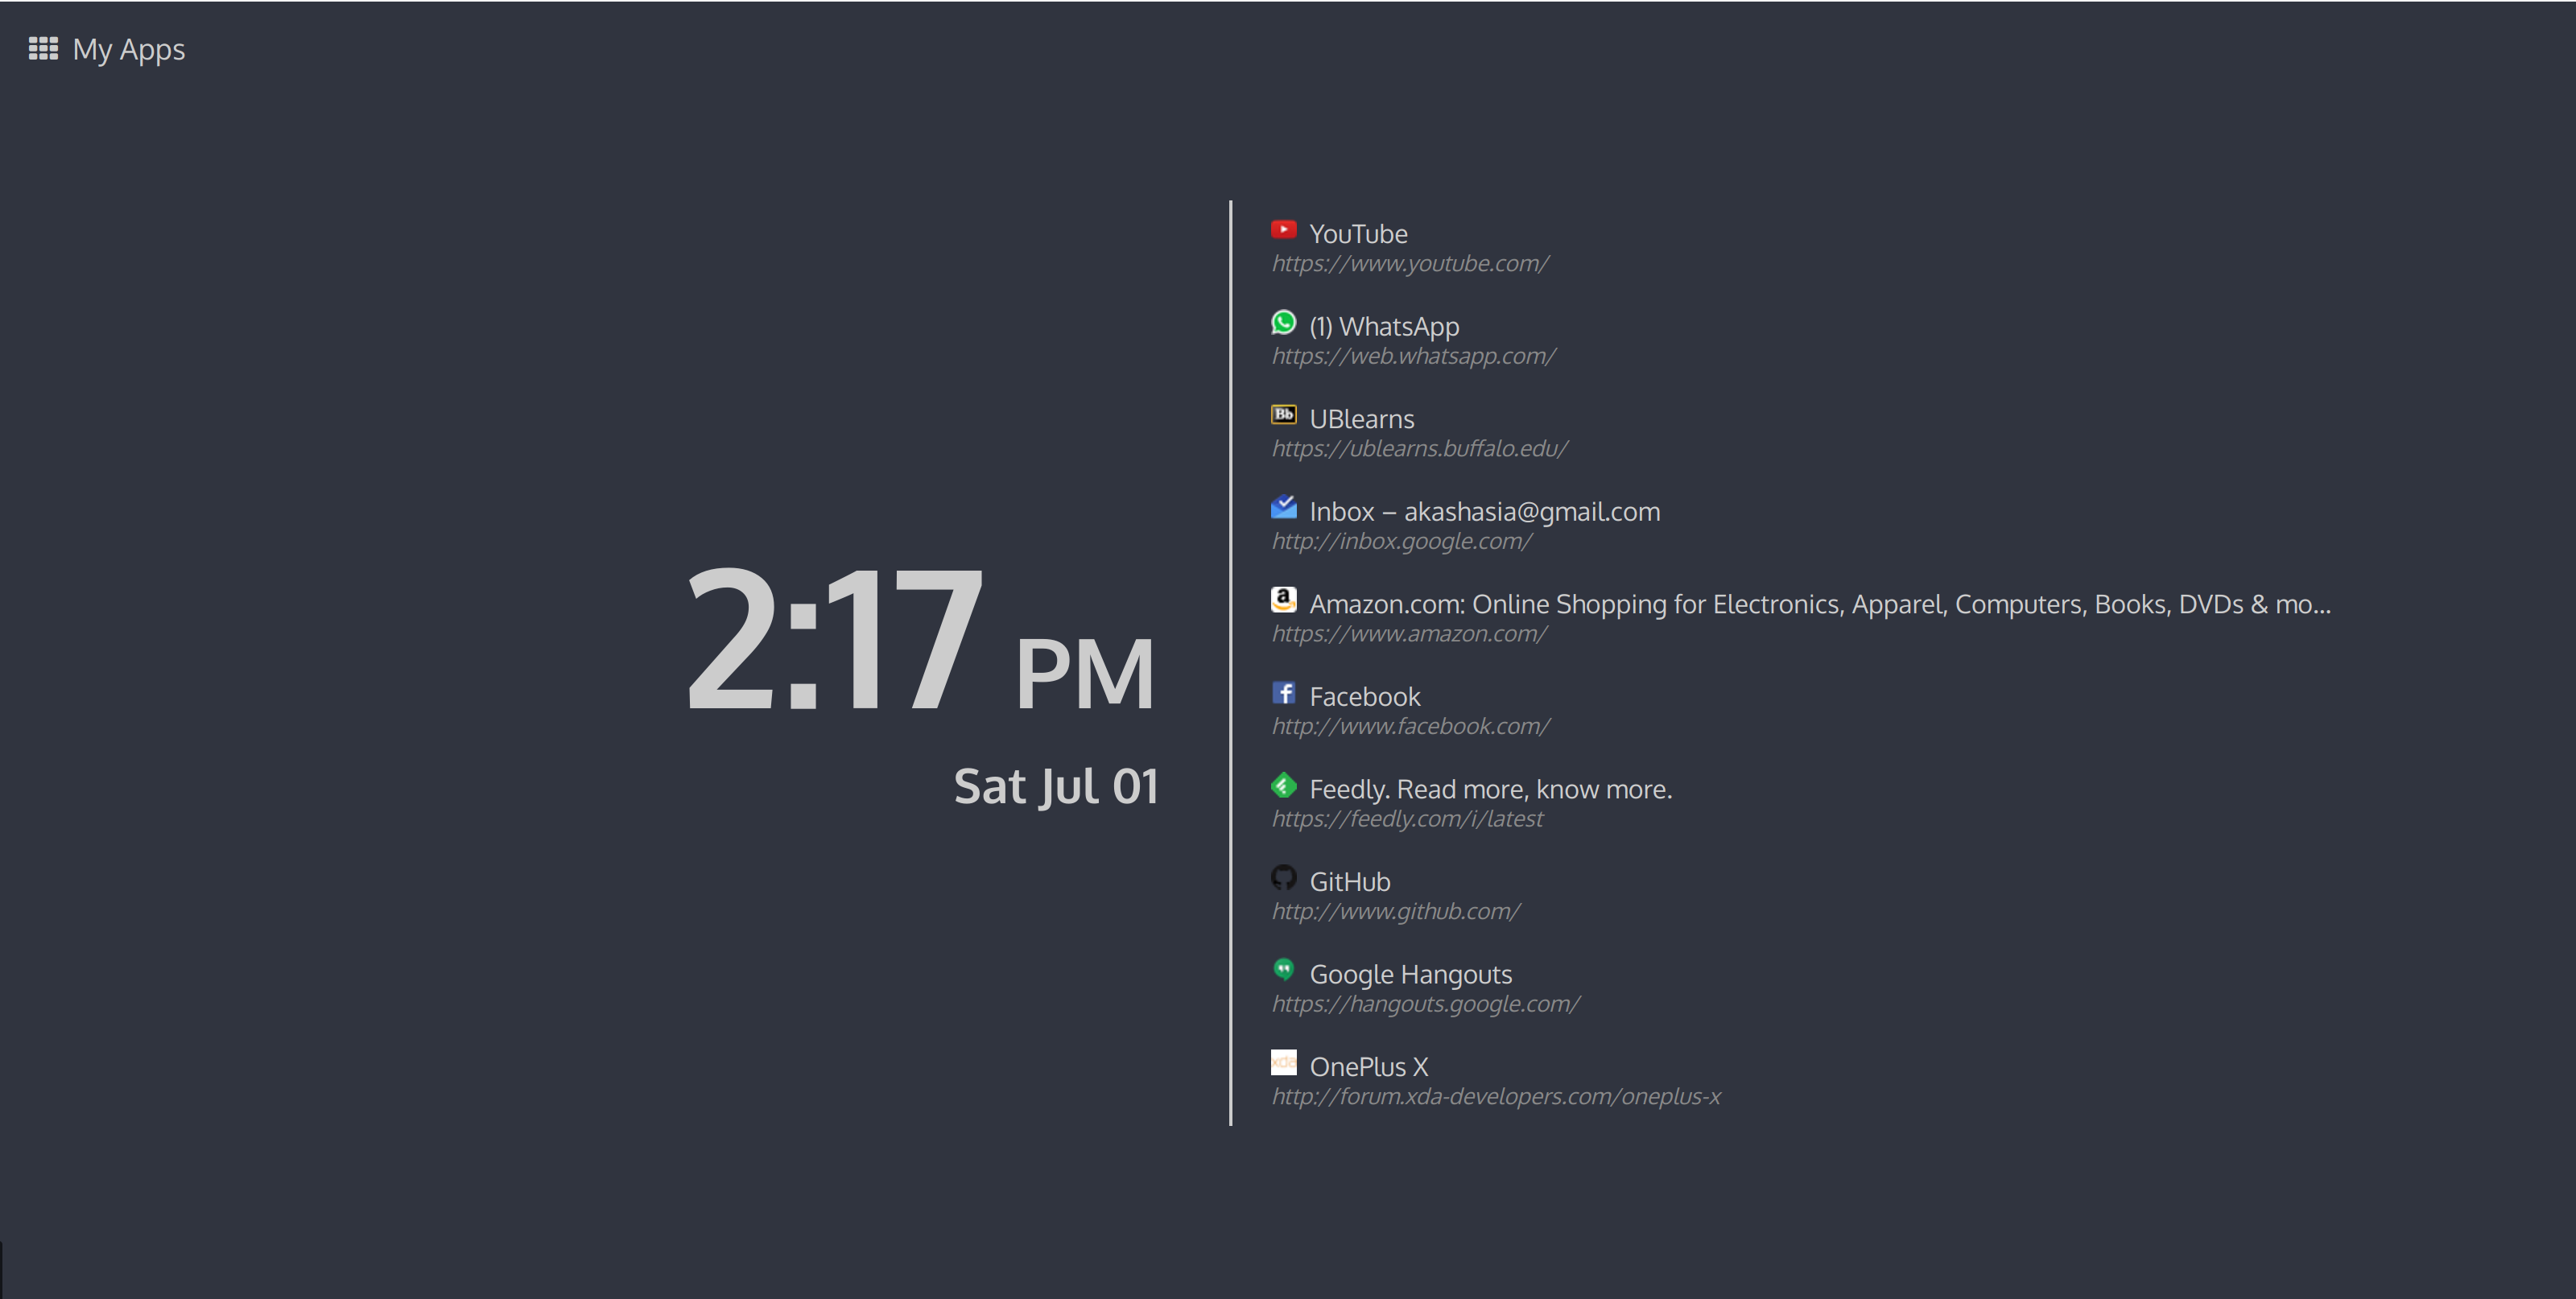 My Apps
2:17 PM
Sat Jul 01
YouTube
https://www.youtube.com/
(1) WhatsApp
https://web.whatsapp.com/
Bb UBlearns
https://ublearns.buffalo.edu/
Inbox – akashasia@gmail.com
http://inbox.google.com/
a Amazon.com: Online Shopping for Electronics, Apparel, Computers, Books, DVDs & mo...
https://www.amazon.com/
f Facebook
http://www.facebook.com/
Feedly. Read more, know more.
https://feedly.com/i/latest
GitHub
http://www.github.com/
Google Hangouts
https://hangouts.google.com/
xda OnePlus X
http://forum.xda-developers.com/oneplus-x